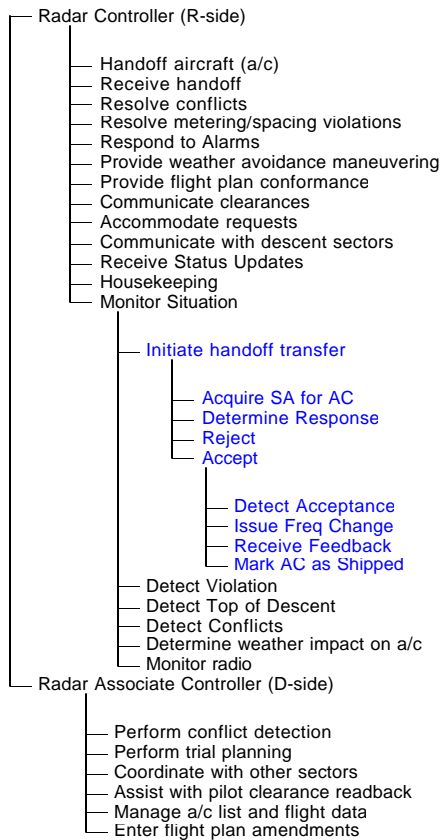 Radar Controller (R-side)
Handoff aircraft (a/c)
Receive handoff
Resolve conflicts
Resolve metering/spacing violations
Respond to Alarms
Provide weather avoidance maneuvering
Provide flight plan conformance
Communicate clearances
Accommodate requests
Communicate with descent sectors
Receive Status Updates
Housekeeping
Monitor Situation
Initiate handoff transfer
Acquire SA for AC
Determine Response
Reject
Accept
Detect Acceptance
Issue Freq Change
Receive Feedback
Mark AC as Shipped
Detect Violation
Detect Top of Descent
Detect Conflicts
Determine weather impact on a/c
Monitor radio
Radar Associate Controller (D-side)
Perform conflict detection
Perform trial planning
Coordinate with other sectors
Assist with pilot clearance readback
Manage a/c list and flight data
Enter flight plan amendments